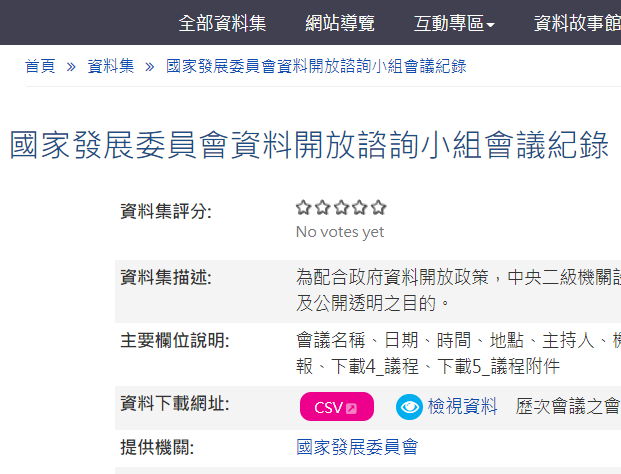 全部資料集 網站導覽 互動專區 資料故事館
首頁 » 資料集 » 國家發展委員會資料開放諮詢小組會議紀錄
國家發展委員會資料開放諮詢小組會議紀錄
資料集評分:
No votes yet
資料集描述: 為配合政府資料開放政策，中央二級機關
及公開透明之目的。
主要欄位說明: 會議名稱、日期、時間、地點、主持人、
報、下載4_議程、下載5_議程附件
資料下載網址: CSV 檢視資料 歷次會議之會
提供機關: 國家發展委員會